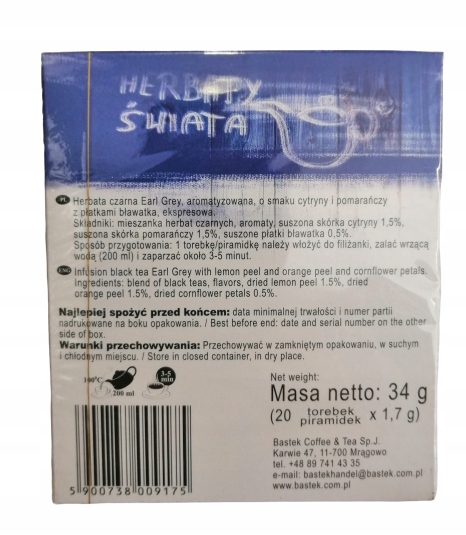 HERBATY
ŚWIATA
PL Herbata czarna Earl Grey, aromatyzowana, o smaku cytryny i pomarańczy
z płatkami bławatka, ekspresowa.
Składniki: mieszanka herbat czarnych, aromaty, suszona skórka cytryny 1,5%,
suszona skórka pomarańczy 1,5%, suszone płatki bławatka 0,5%.
Sposób przygotowania: 1 torebkę/piramidkę należy włożyć do filiżanki, zalać wrzącą
wodą (200 ml) i zaparzać około 3-5 minut.
ENG Infusion black tea Earl Grey with lemon peel and orange peel and cornflower petals.
Ingredients: blend of black teas, flavors, dried lemon peel 1.5%, dried
orange peel 1.5%, dried cornflower petals 0.5%.
Najlepiej spożyć przed końcem: data minimalnej trwałości i numer partii
nadrukowane na boku opakowania. / Best before end: date and serial number on the other
side of box.
Warunki przechowywania: Przechowywać w zamkniętym opakowaniu, w suchym
i chłodnym miejscu. / Store in closed container, in dry place.
100°C
200 ml
3-5
min
Net weight:
Masa netto: 34 g
(20 torebek x 1,7 g)
piramidek
Bastek Coffee & Tea Sp.J.
Karwie 47, 11-700 Mrągowo
tel. +48 89 741 43 35
e-mail: bastekhandel@bastek.com.pl
www.bastek.com.pl
5 900738 009175